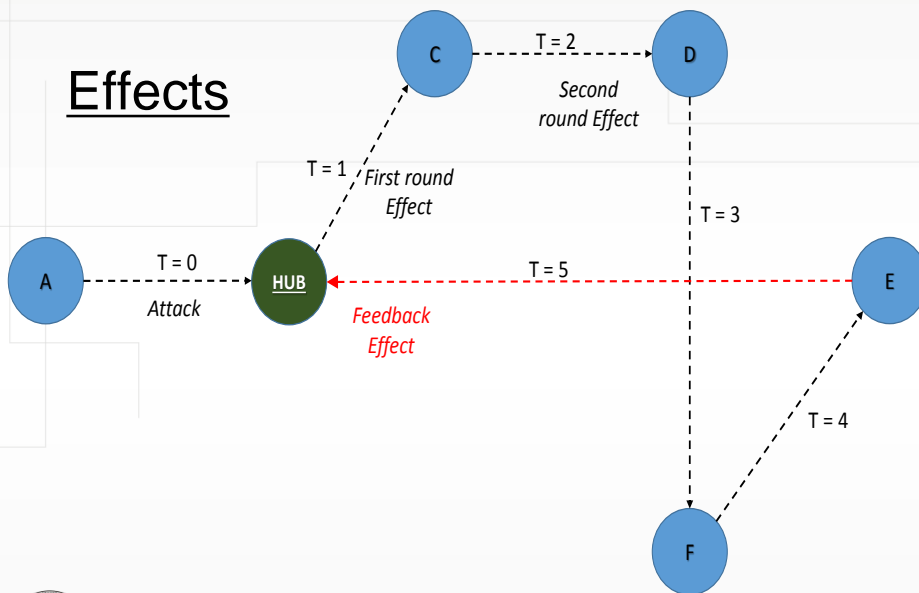 Effects
C
T = 2
D
Second
round Effect
T = 1
First round
Effect
T = 3
A
T = 0
Attack
HUB
T = 5
E
Feedback
Effect
T = 4
F